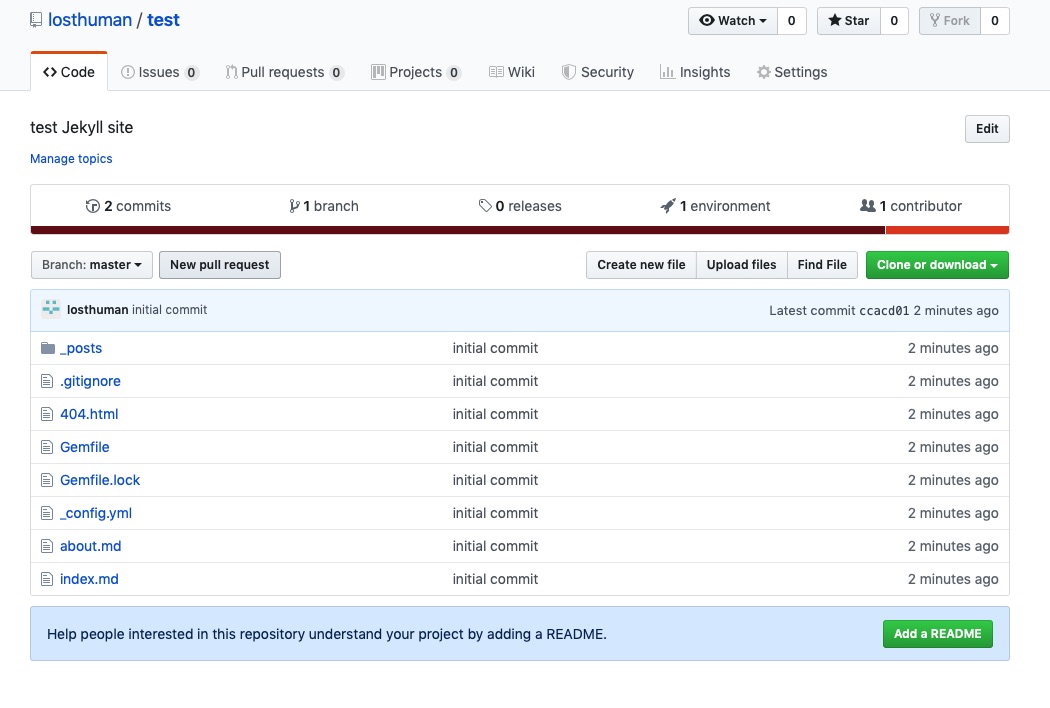 losthuman / test
Watch 0 Star 0 Fork 0
Code Issues 0 Pull requests 0 Projects 0 Wiki Security Insights Settings
test Jekyll site
Edit
Manage topics
2 commits 1 branch 0 releases 1 environment 1 contributor
Branch: master New pull request Create new file Upload files Find File Clone or download
losthuman initial commit Latest commit ccacd01 2 minutes ago
_posts initial commit 2 minutes ago
.gitignore initial commit 2 minutes ago
404.html initial commit 2 minutes ago
Gemfile initial commit 2 minutes ago
Gemfile.lock initial commit 2 minutes ago
_config.yml initial commit 2 minutes ago
about.md initial commit 2 minutes ago
index.md initial commit 2 minutes ago
Help people interested in this repository understand your project by adding a README. Add a README